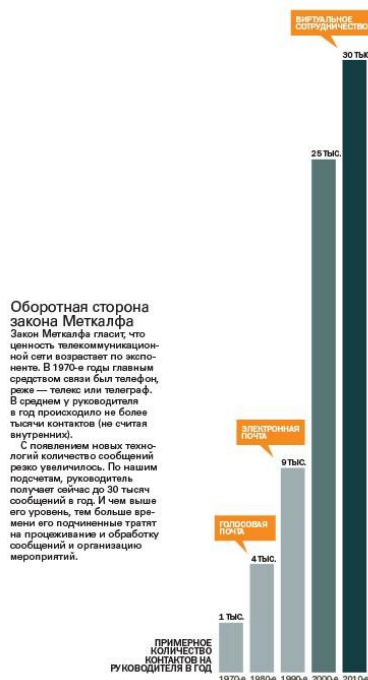 ВИРТУАЛЬНОЕ
СОТРУДНИЧЕСТВО
30 ТЫС.
25 ТЫС.
Оборотная сторона
закона Меткалфа
Закон Меткалфа гласит, что
ценность телекоммуникацион-
ной сети возрастает по экспо-
ненте. В 1970-е годы главным
средством связи был телефон,
реже — телекс или телеграф.
В среднем у руководителя
в год происходило не более
тысячи контактов (не считая
внутренних).
С появлением новых техно-
логий количество сообщений
резко увеличилось. По нашим
подсчетам, руководитель
получает сейчас до 30 тысяч
сообщений в год. И чем выше
его уровень, тем больше вре-
мени его подчиненные тратят
на процеживание и обработку
сообщений и организацию
мероприятий.
ЭЛЕКТРОННАЯ
ПОЧТА
9 ТЫС.
ГОЛОСОВАЯ
ПОЧТА
4 ТЫС.
1 ТЫС.
ПРИМЕРНОЕ
КОЛИЧЕСТВО
КОНТАКТОВ НА
РУКОВОДИТЕЛЯ В ГОД
1970-е 1980-е 1990-е 2000-е 2010-е